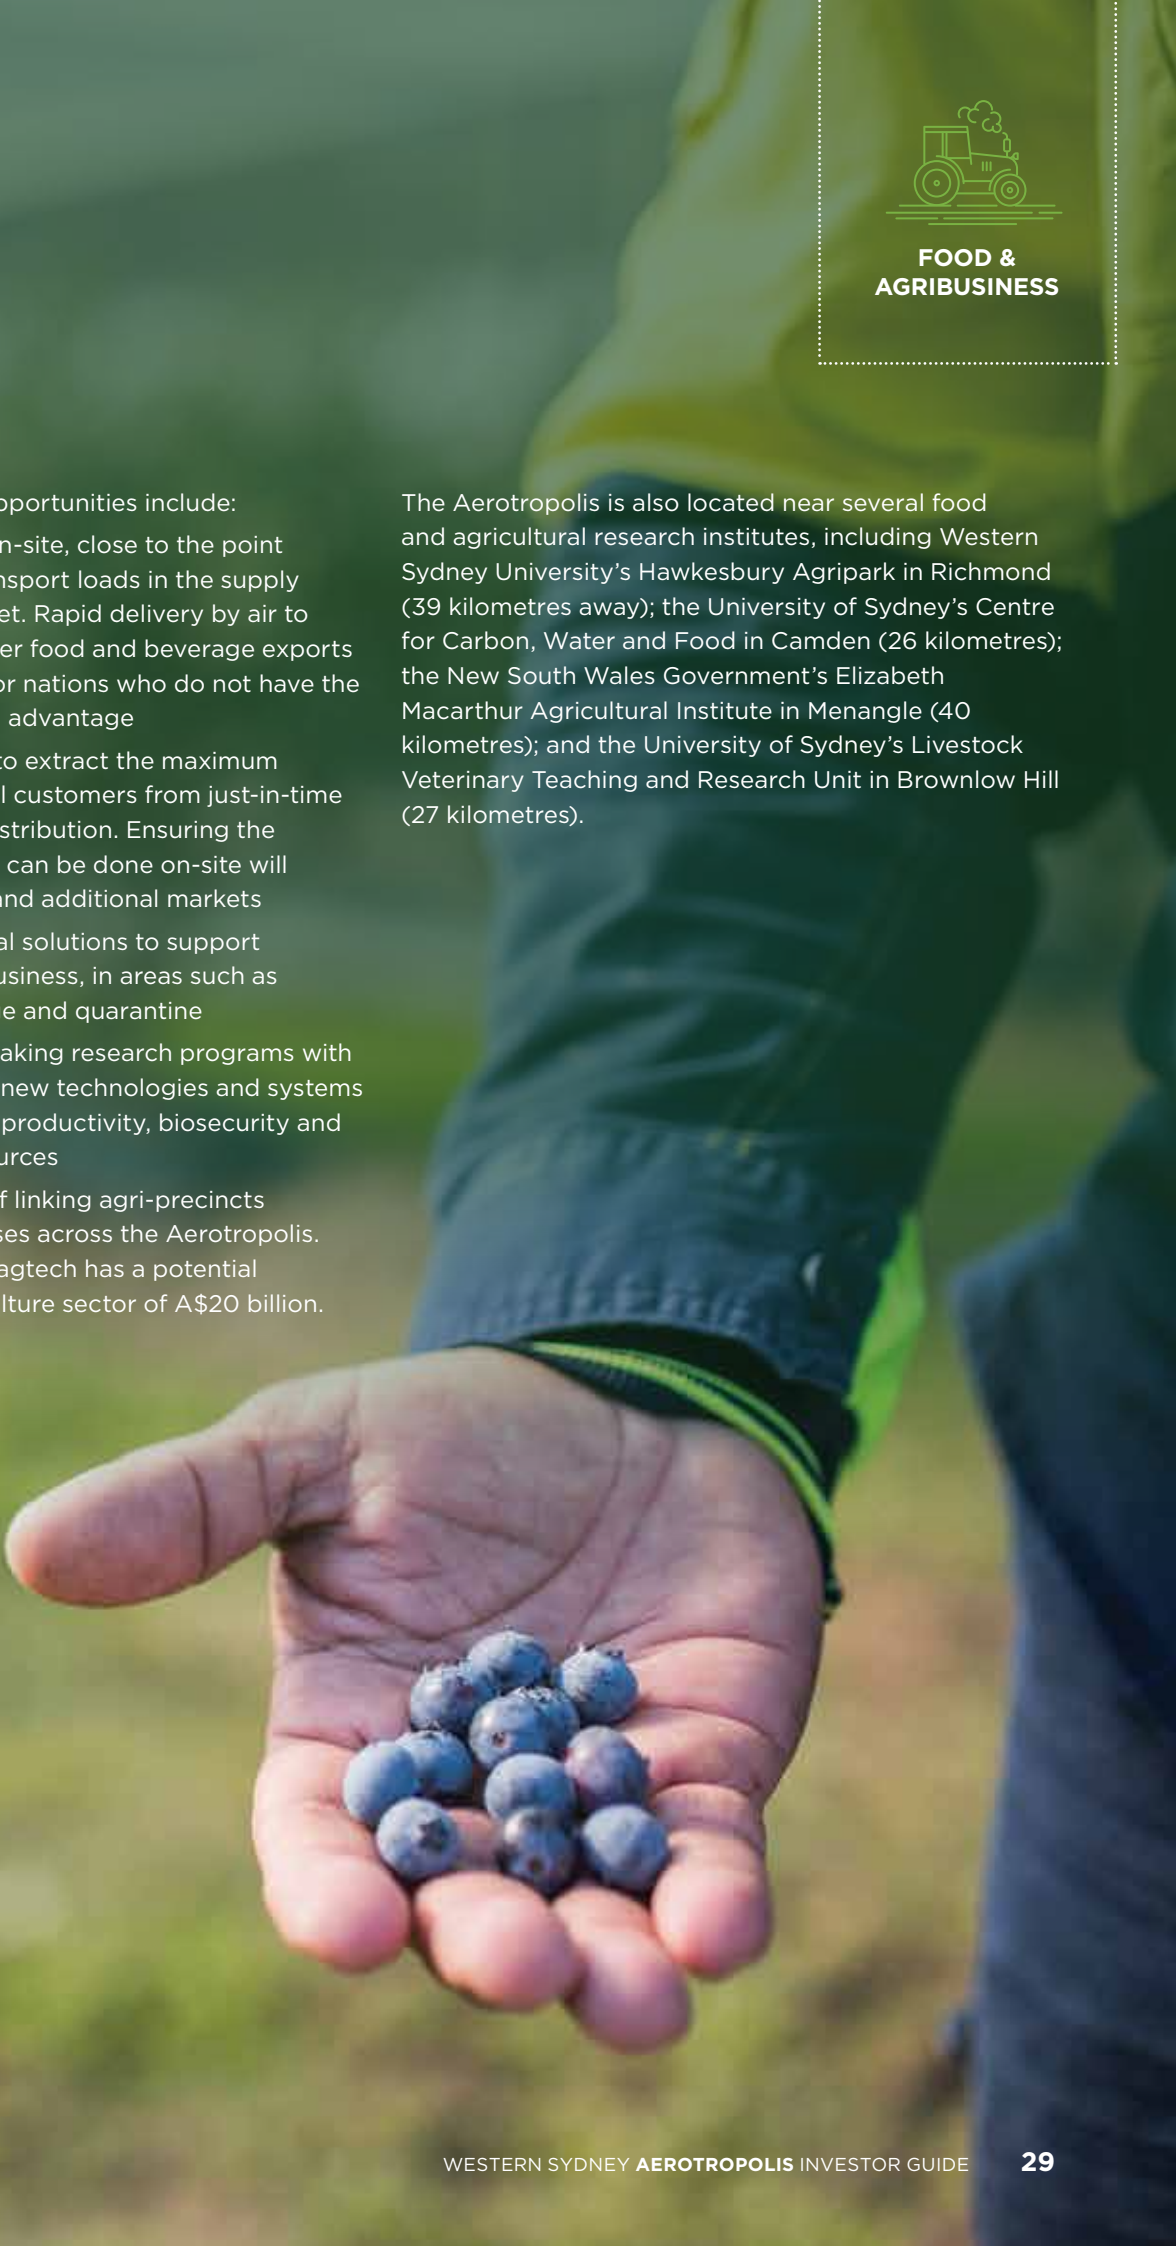 FOOD &
AGRIBUSINESS
opportunities include:
n-site, close to the point
nsport loads in the supply
et. Rapid delivery by air to
er food and beverage exports
or nations who do not have the
advantage
to extract the maximum
l customers from just-in-time
stribution. Ensuring the
can be done on-site will
and additional markets
al solutions to support
usiness, in areas such as
e and quarantine
aking research programs with
new technologies and systems
productivity, biosecurity and
urces
f linking agri-precincts
ses across the Aerotropolis.
agtech has a potential
lture sector of A$20 billion.
The Aerotropolis is also located near several food
and agricultural research institutes, including Western
Sydney University’s Hawkesbury Agripark in Richmond
(39 kilometres away); the University of Sydney’s Centre
for Carbon, Water and Food in Camden (26 kilometres);
the New South Wales Government’s Elizabeth
Macarthur Agricultural Institute in Menangle (40
kilometres); and the University of Sydney’s Livestock
Veterinary Teaching and Research Unit in Brownlow Hill
(27 kilometres).
WESTERN SYDNEY AEROTROPOLIS INVESTOR GUIDE 29